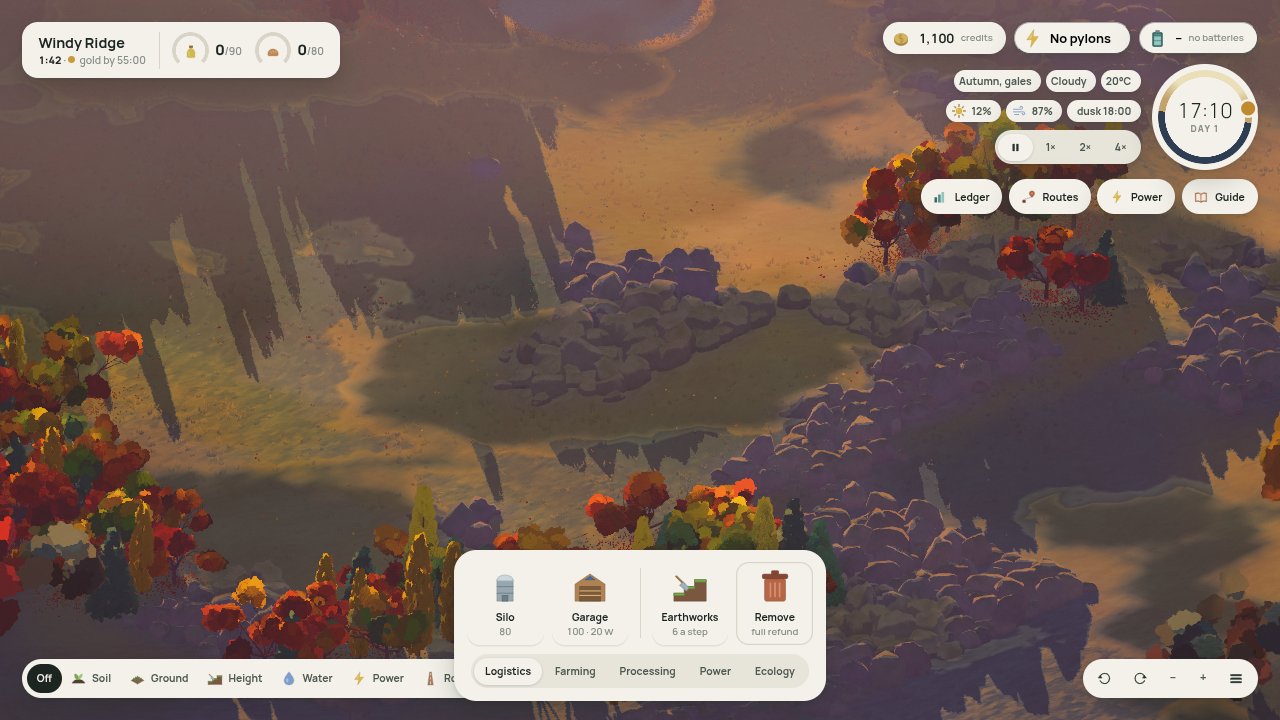 Windy Ridge
1:42 · gold by 55:00
0/90
0/80
1,100 credits
No pylons
– no batteries
Autumn, gales
Cloudy
20°C
12%
87%
dusk 18:00
17:10
DAY 1
1×
2×
4×
Ledger
Routes
Power
Guide
Silo
80
Garage
100 · 20 W
Earthworks
6 a step
Remove
full refund
Logistics
Farming
Processing
Power
Ecology
Off
Soil
Ground
Height
Water
Power